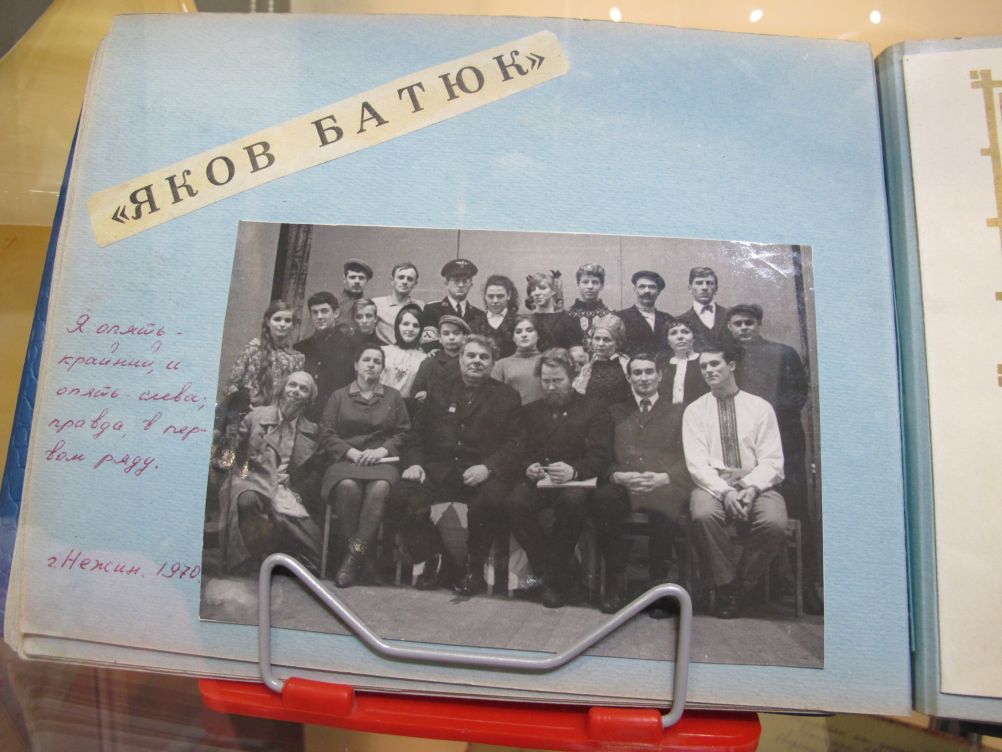 «ЯКОВ БАТЮК»
Я опять -
крайний, и
опять слева;
правда, в пер-
вом ряду.
г. Нежин. 1970